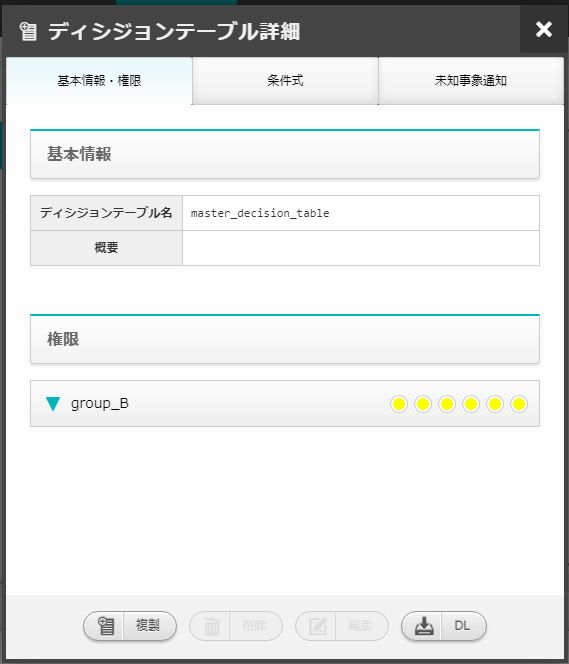 ディシジョンテーブル詳細
基本情報・権限
条件式
未知事象通知
基本情報
ディシジョンテーブル名
master_decision_table
概要
権限
group_B
複製
削除
編集
DL